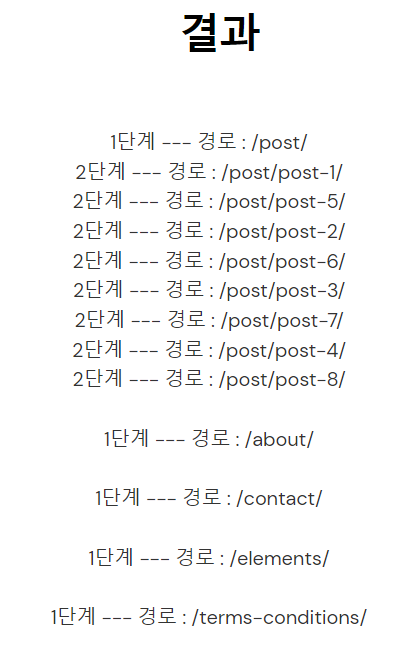 결과
1단계 --- 경로 : /post/
2단계 --- 경로 : /post/post-1/
2단계 --- 경로 : /post/post-5/
2단계 --- 경로 : /post/post-2/
2단계 --- 경로 : /post/post-6/
2단계 --- 경로 : /post/post-3/
2단계 --- 경로 : /post/post-7/
2단계 --- 경로 : /post/post-4/
2단계 --- 경로 : /post/post-8/
1단계 --- 경로 : /about/
1단계 --- 경로 : /contact/
1단계 --- 경로 : /elements/
1단계 --- 경로 : /terms-conditions/